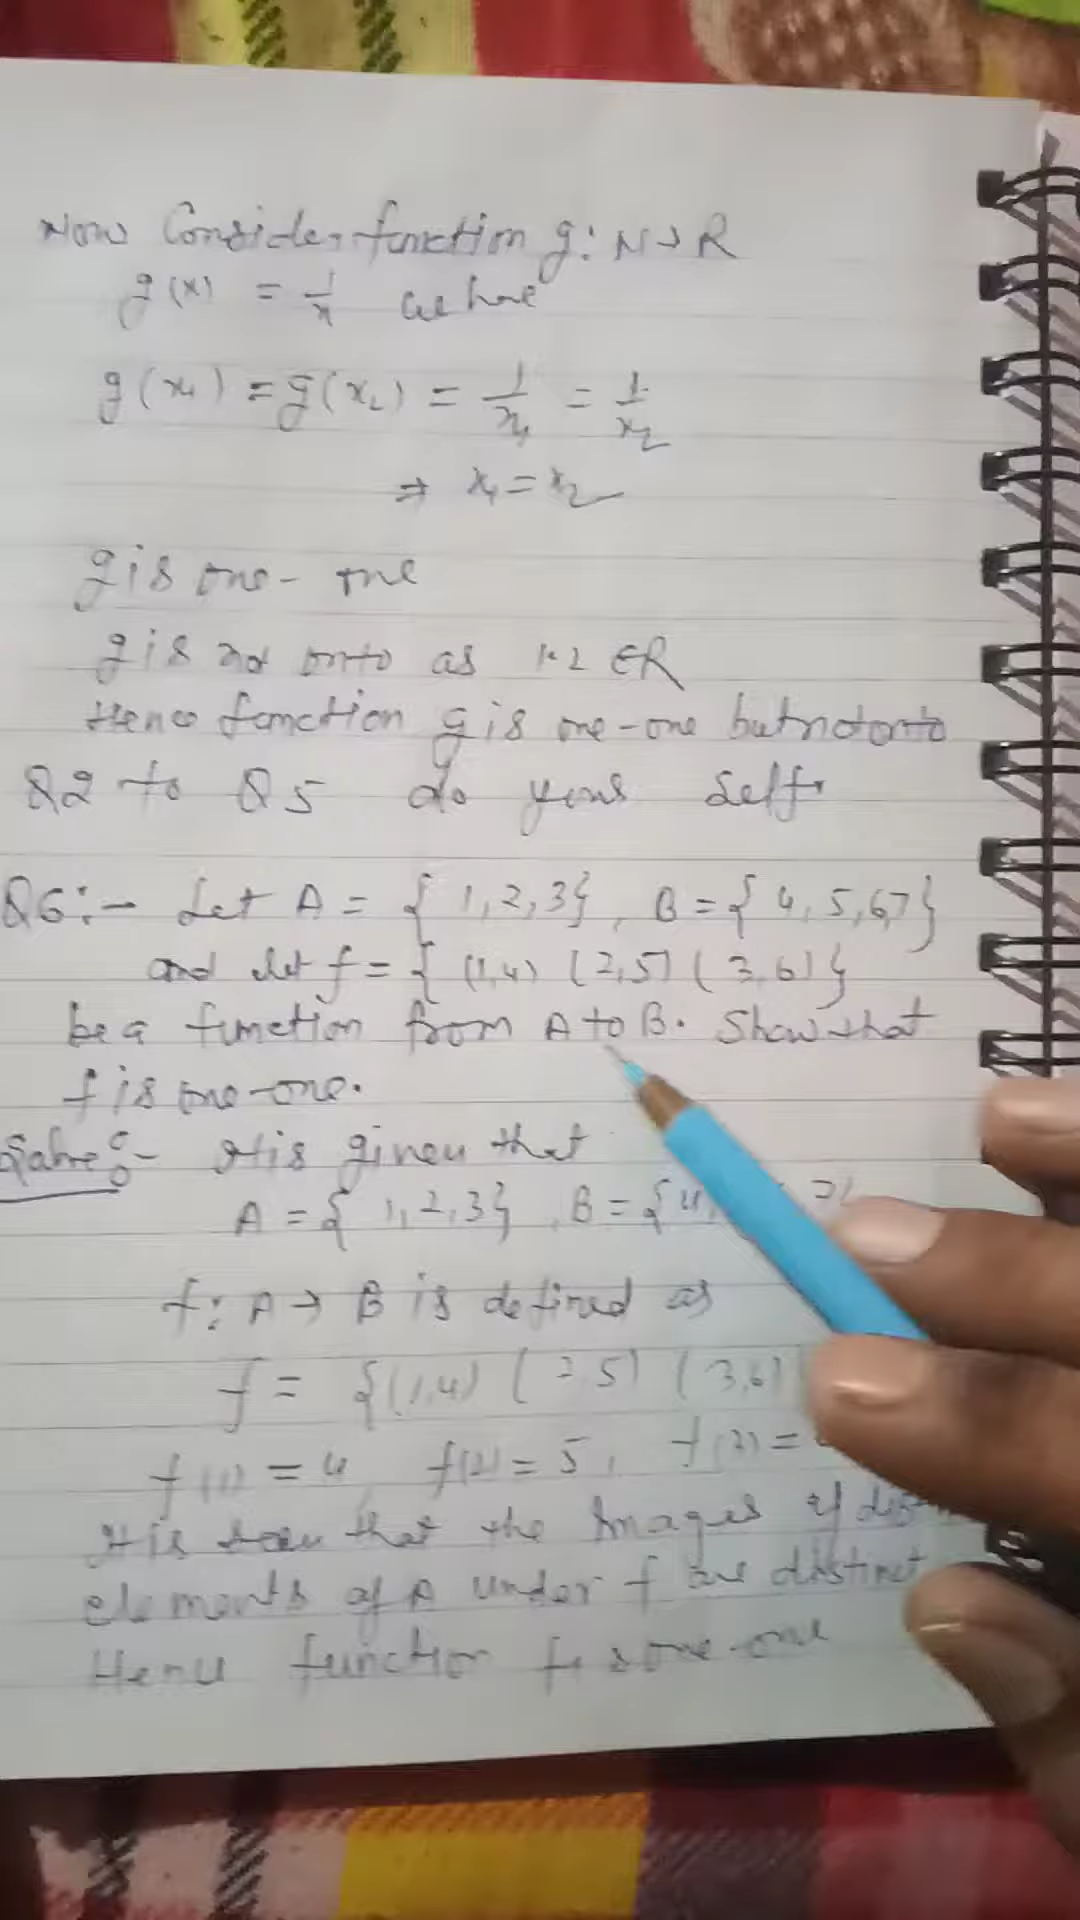 Now Consider function g: N → R
g(x) = 1/x we have
g(x₁) = g(x₂) = 1/x₁ = 1/x₂
⇒ x₁ = x₂
g is one-one
g is not onto as 1.2 ∈ R
Hence function g is one-one but not onto
Q2 to Q5 do your self
Q6:- Let A = { 1, 2, 3}, B = { 4, 5, 6, 7 }
and let f = { (1,4) (2,5) (3,6) }
be a function from A to B. Show that
f is one-one.
:- It is given that
A = { 1, 2, 3}, B = { 4,
f: A → B is defined as
f = {(1,4) (2,5) (3,6)
f(1) = 4 f(2) = 5,
It is seen that the Images of
elements of A under f are distinct
Hence function f is one-one